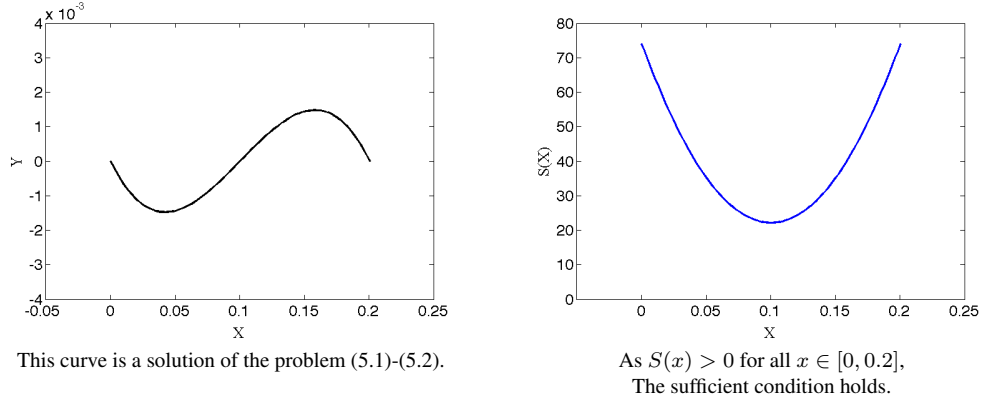 x 10⁻³
4
3
2
1
0
-1
-2
-3
-4
Y
-0.05 0 0.05 0.1 0.15 0.2 0.25
X
This curve is a solution of the problem (5.1)-(5.2).
80
70
60
50
40
30
20
10
0
S(X)
0 0.05 0.1 0.15 0.2 0.25
X
As S(x) > 0 for all x ∈ [0, 0.2],
The sufficient condition holds.